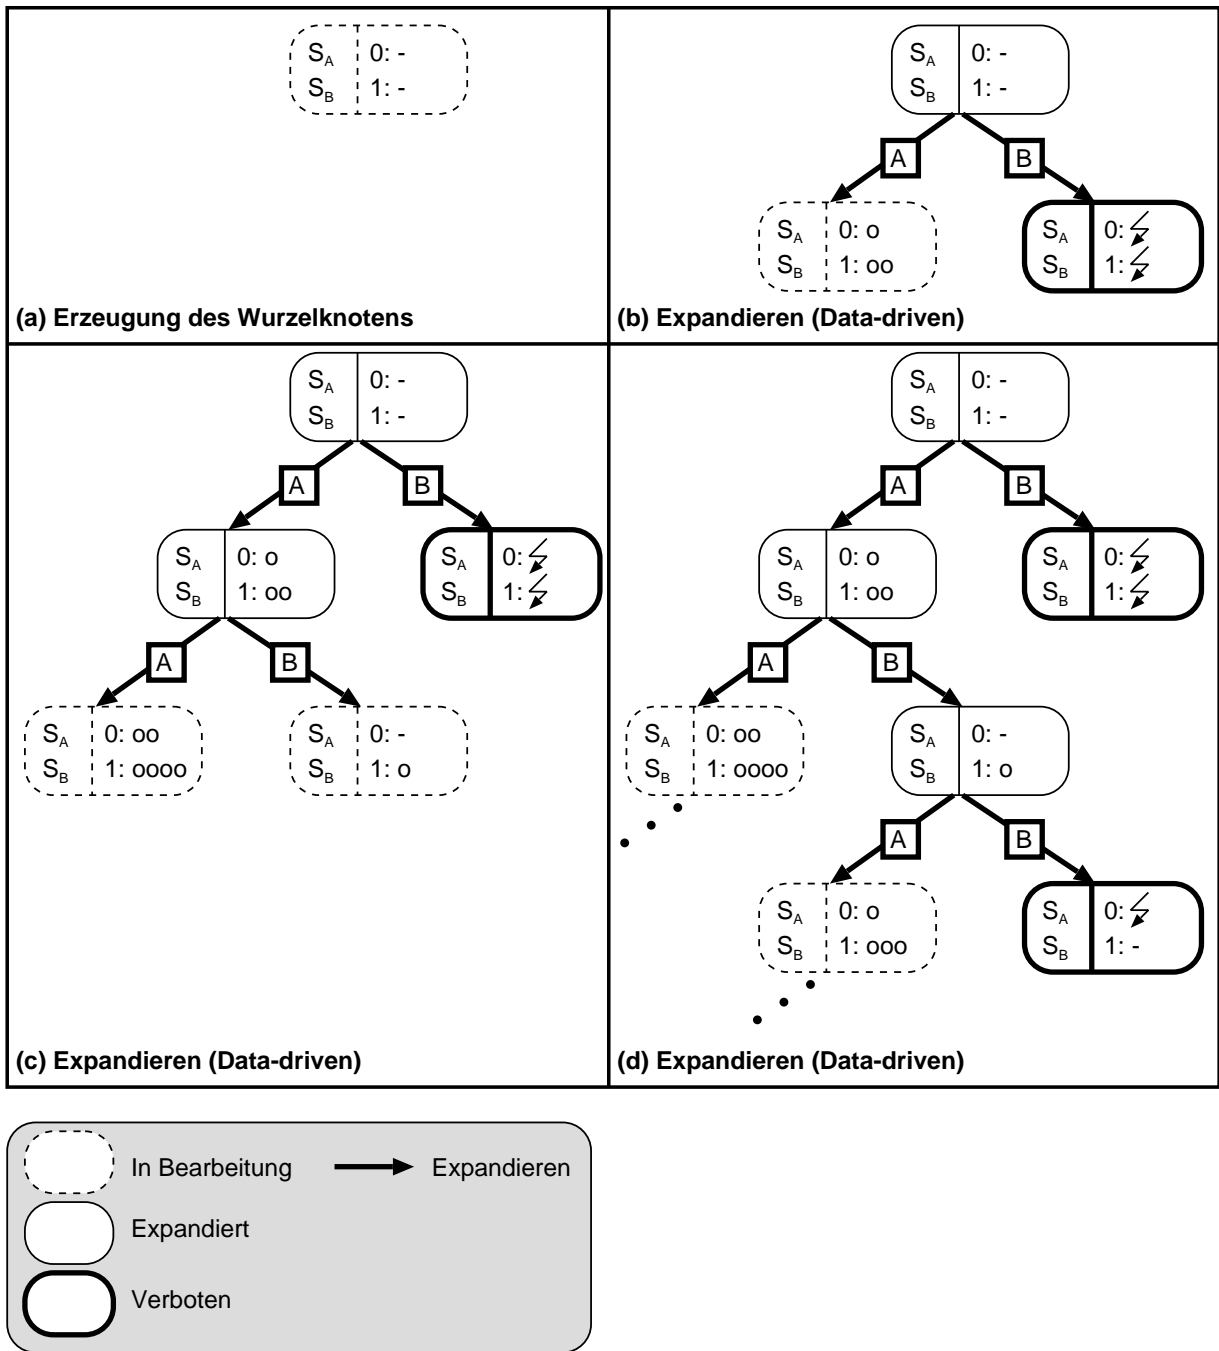 S_A 0: -
S_B 1: -
(a) Erzeugung des Wurzelknotens
S_A 0: -
S_B 1: -
A B
S_A 0: o S_A 0:
S_B 1: oo S_B 1:
(b) Expandieren (Data-driven)
S_A 0: -
S_B 1: -
A B
S_A 0: o S_A 0:
S_B 1: oo S_B 1:
A B
S_A 0: oo S_A 0: -
S_B 1: oooo S_B 1: o
(c) Expandieren (Data-driven)
S_A 0: -
S_B 1: -
A B
S_A 0: o S_A 0:
S_B 1: oo S_B 1:
A B
S_A 0: oo S_A 0: -
S_B 1: oooo S_B 1: o
A B
S_A 0: o S_A 0:
S_B 1: ooo S_B 1: -
(d) Expandieren (Data-driven)
In Bearbeitung Expandieren
Expandiert
Verboten